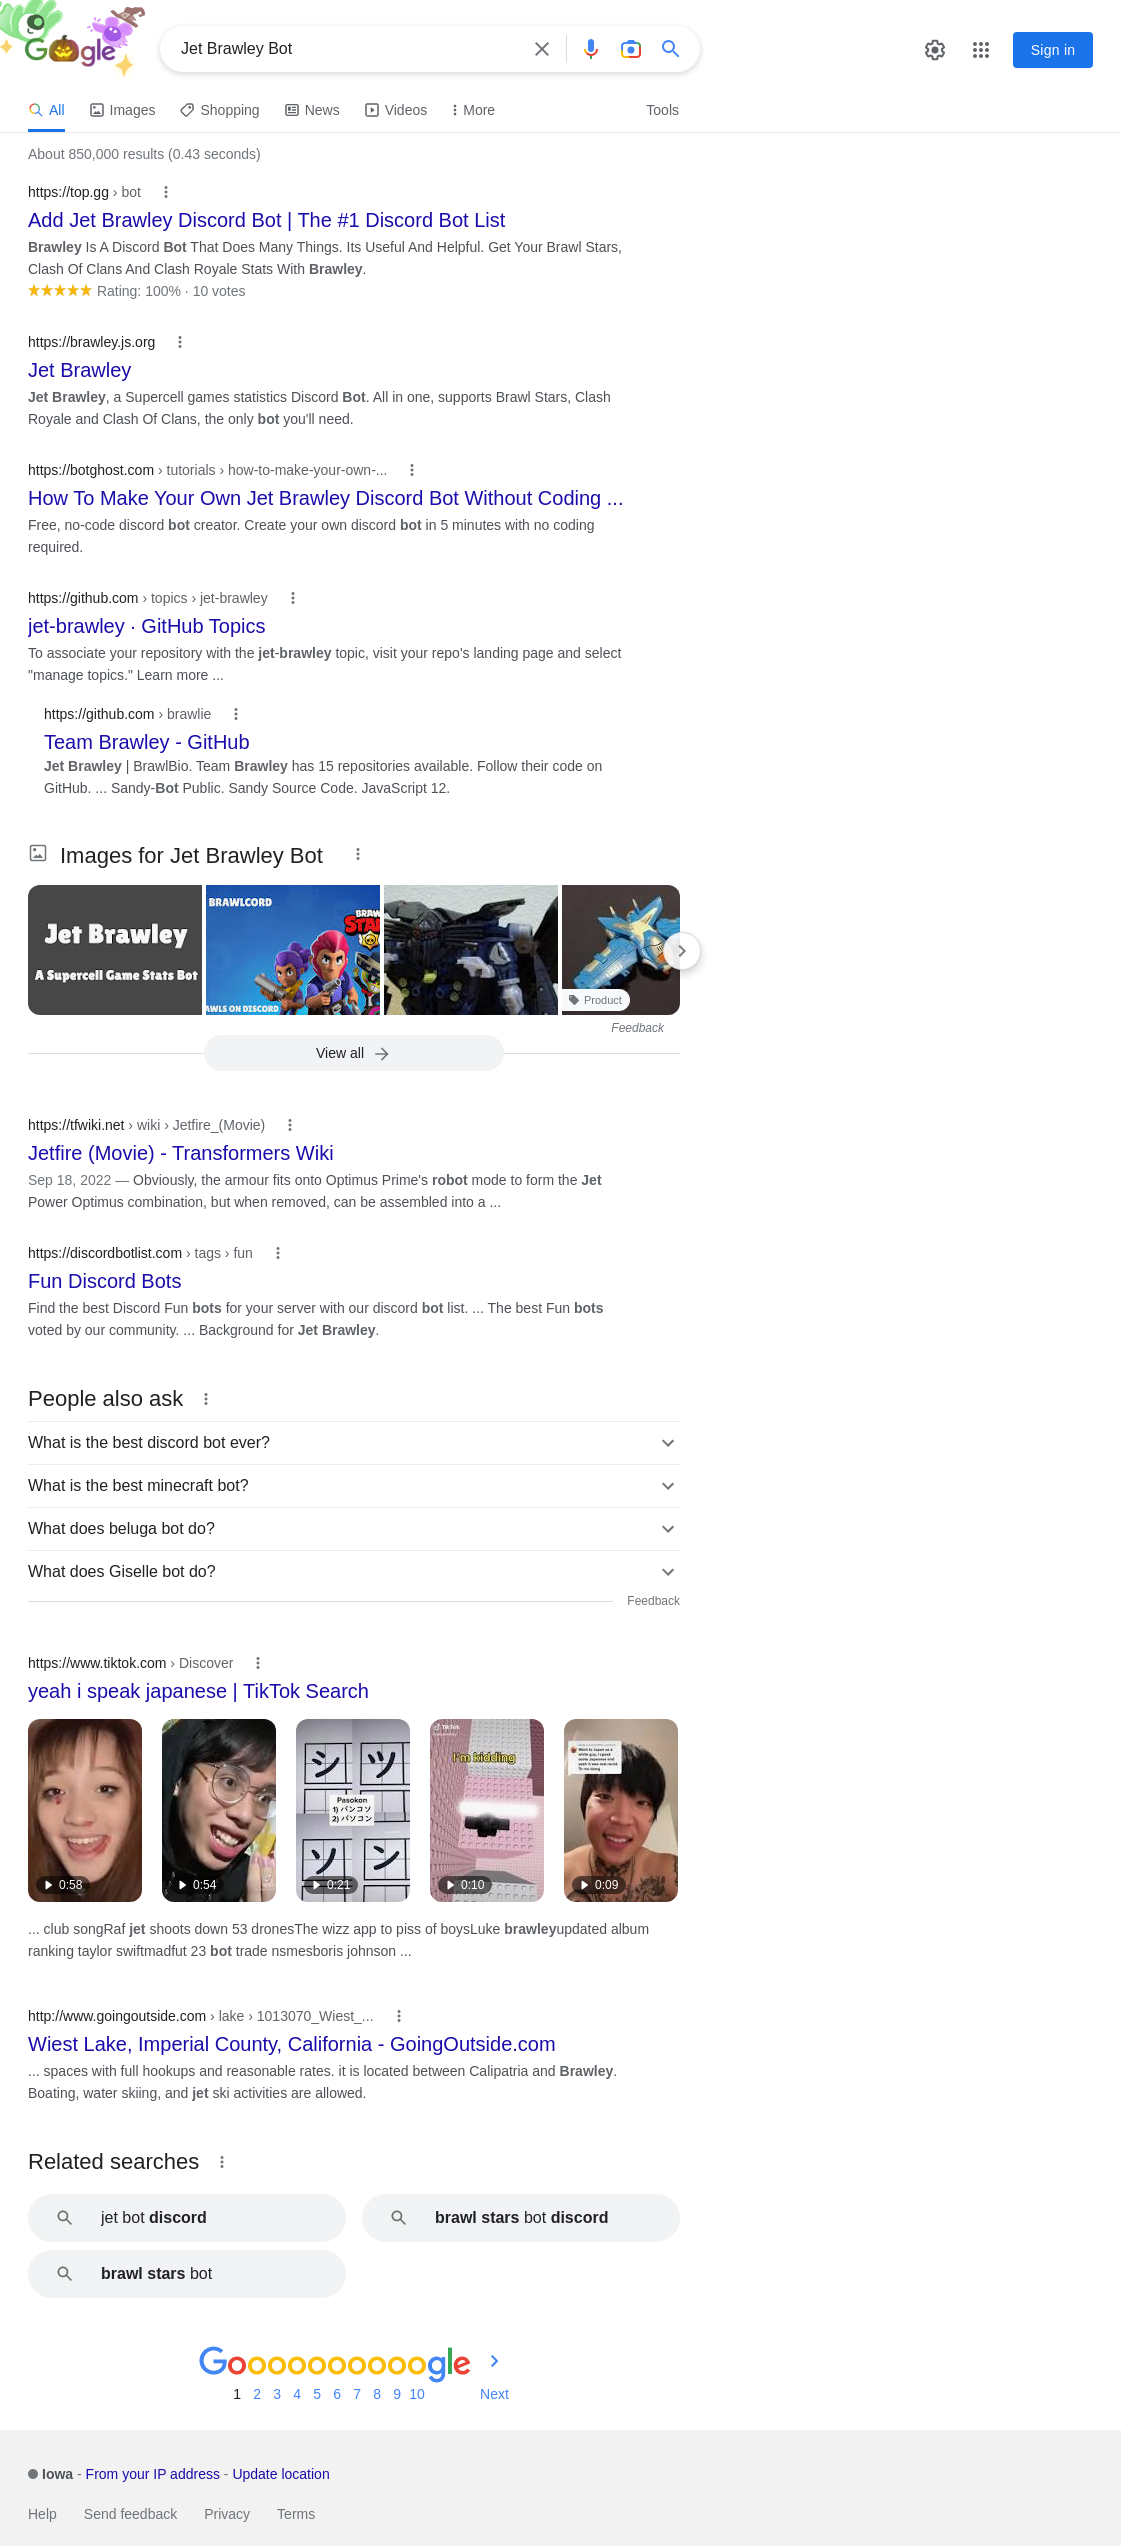 Google
Jet Brawley Bot
Sign in
All
Images
Shopping
News
Videos
More
Tools
About 850,000 results (0.43 seconds)
https://top.gg › bot
Add Jet Brawley Discord Bot | The #1 Discord Bot List
Brawley Is A Discord Bot That Does Many Things. Its Useful And Helpful. Get Your Brawl Stars,
Clash Of Clans And Clash Royale Stats With Brawley.
Rating: 100% · 10 votes
https://brawley.js.org
Jet Brawley
Jet Brawley, a Supercell games statistics Discord Bot. All in one, supports Brawl Stars, Clash
Royale and Clash Of Clans, the only bot you'll need.
https://botghost.com › tutorials › how-to-make-your-own-...
How To Make Your Own Jet Brawley Discord Bot Without Coding ...
Free, no-code discord bot creator. Create your own discord bot in 5 minutes with no coding
required.
https://github.com › topics › jet-brawley
jet-brawley · GitHub Topics
To associate your repository with the jet-brawley topic, visit your repo's landing page and select
"manage topics." Learn more ...
https://github.com › brawlie
Team Brawley - GitHub
Jet Brawley | BrawlBio. Team Brawley has 15 repositories available. Follow their code on
GitHub. ... Sandy-Bot Public. Sandy Source Code. JavaScript 12.
Images for Jet Brawley Bot
Jet Brawley
A Supercell Game Stats Bot
BRAWLCORD
BRAW
STA
AWLS ON DISCORD
Product
Feedback
View all
https://tfwiki.net › wiki › Jetfire_(Movie)
Jetfire (Movie) - Transformers Wiki
Sep 18, 2022 — Obviously, the armour fits onto Optimus Prime's robot mode to form the Jet
Power Optimus combination, but when removed, can be assembled into a ...
https://discordbotlist.com › tags › fun
Fun Discord Bots
Find the best Discord Fun bots for your server with our discord bot list. ... The best Fun bots
voted by our community. ... Background for Jet Brawley.
People also ask
What is the best discord bot ever?
What is the best minecraft bot?
What does beluga bot do?
What does Giselle bot do?
Feedback
https://www.tiktok.com › Discover
yeah i speak japanese | TikTok Search
0:58
0:54
シ ツ
Pasokon
1) パンコソ
2) パソコン
ソ ン
0:21
TikTok
I'm kidding
0:10
0:09
... club songRaf jet shoots down 53 dronesThe wizz app to piss of boysLuke brawleyupdated album
ranking taylor swiftmadfut 23 bot trade nsmesboris johnson ...
http://www.goingoutside.com › lake › 1013070_Wiest_...
Wiest Lake, Imperial County, California - GoingOutside.com
... spaces with full hookups and reasonable rates. it is located between Calipatria and Brawley.
Boating, water skiing, and jet ski activities are allowed.
Related searches
jet bot discord
brawl stars bot discord
brawl stars bot
Goooooooooogle
1 2 3 4 5 6 7 8 9 10 Next
Iowa - From your IP address - Update location
Help Send feedback Privacy Terms